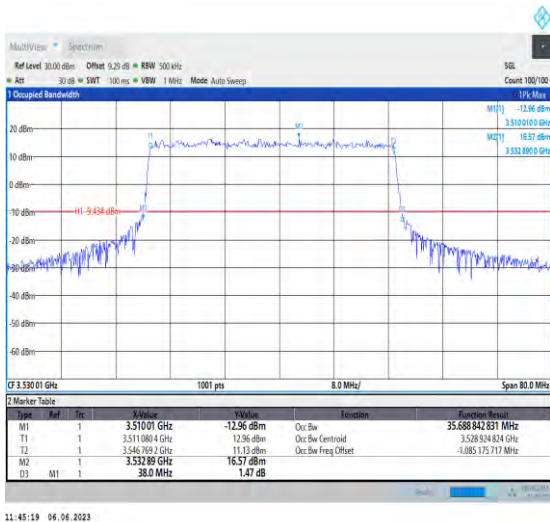 MultiView Spectrum
Ref Level 30.00 dBm Offset 9.29 dB RBW 500 kHz SGL
Att 30 dB SWT 100 ms VBW 1 MHz Mode Auto Sweep Count 100/100
1 Occupied Bandwidth 1Pk Max
M1[1] -12.96 dBm
3.510010 0 GHz
M2[1] 16.57 dBm
3.532 890 0 GHz
20 dBm
10 dBm
0 dBm
-10 dBm
H1 -9.434 dBm
-20 dBm
-30 dBm
-40 dBm
-50 dBm
-60 dBm
CF 3.530 01 GHz 1001 pts 8.0 MHz/ Span 80.0 MHz
2 Marker Table
Type Ref Trc X-Value Y-Value Function Function Result
M1 1 3.510 01 GHz -12.96 dBm Occ Bw 35.688 842 831 MHz
T1 1 3.511 080 4 GHz 12.96 dBm Occ Bw Centroid 3.528 924 824 GHz
T2 1 3.546 769 2 GHz 11.13 dBm Occ Bw Freq Offset -1.085 175 717 MHz
M2 1 3.532 89 GHz 16.57 dBm
D3 M1 1 38.0 MHz 1.47 dB
11:45:19 06.06.2023